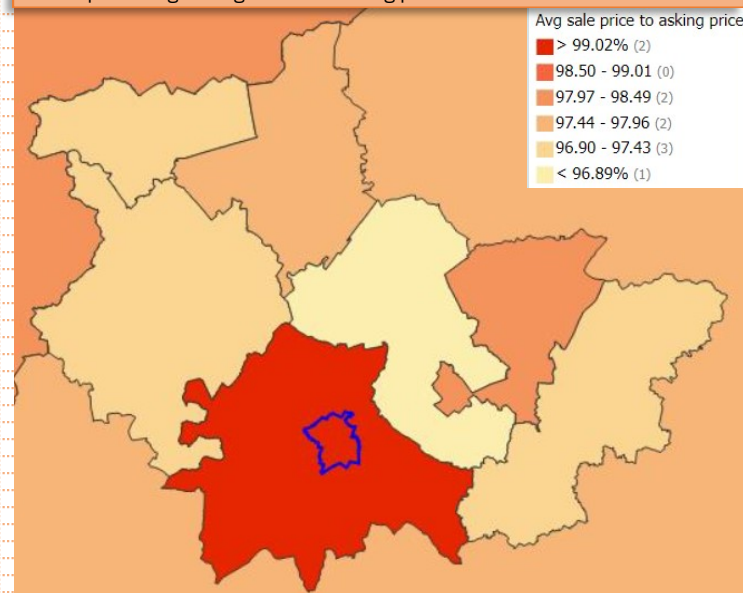 Avg sale price to asking price
> 99.02% (2)
98.50 - 99.01 (0)
97.97 - 98.49 (2)
97.44 - 97.96 (2)
96.90 - 97.43 (3)
< 96.89% (1)